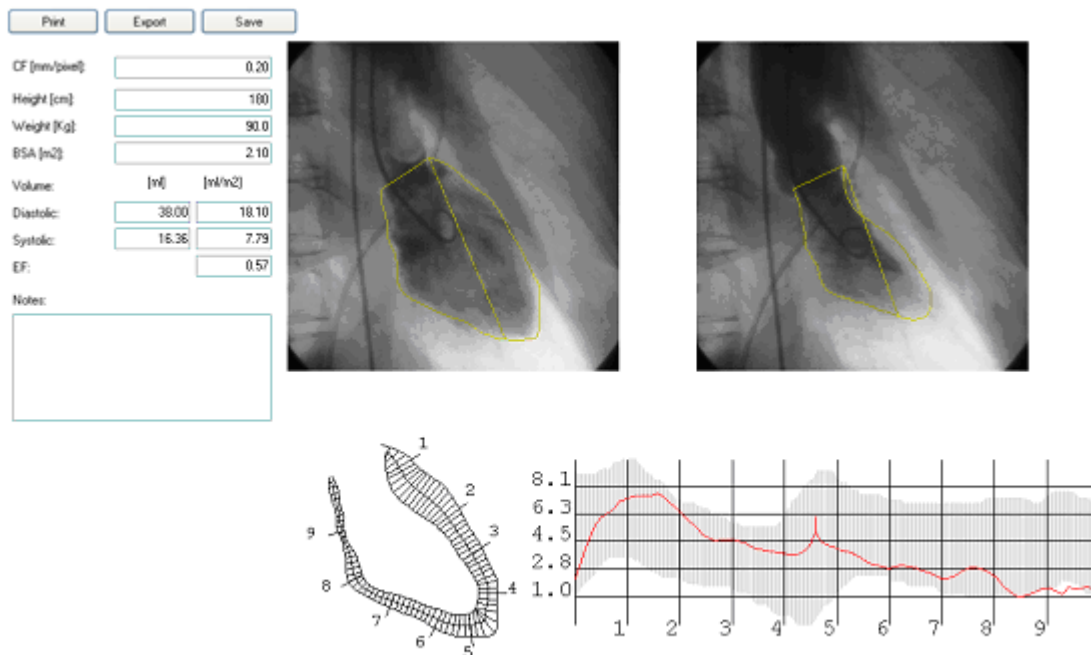 Print Export Save
CF [mm/pixel]: 0.20
Height [cm]: 180
Weight [Kg]: 90.0
BSA [m2]: 2.10
Volume: [ml] [ml/m2]
Diastolic: 38.00 18.10
Systolic: 16.36 7.79
EF: 0.57
Notes:
1
2
3
4
5
6
7
8
9
8.1
6.3
4.5
2.8
1.0
1 2 3 4 5 6 7 8 9